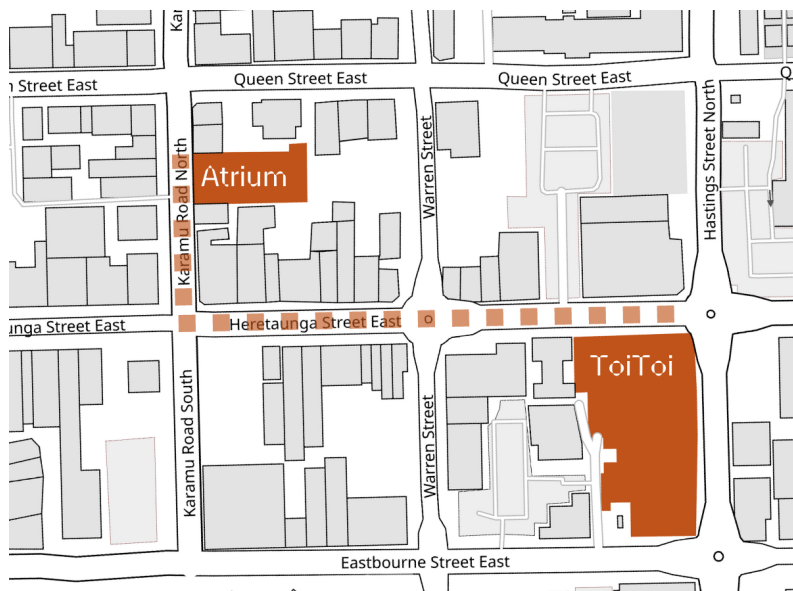 Kar
Queen Street East
Queen Street East
n Street East
Q
Karamu Road North
Atrium
Warren Street
Hastings Street North
unga Street East
Heretaunga Street East
ToiToi
Karamu Road South
Warren Street
Eastbourne Street East